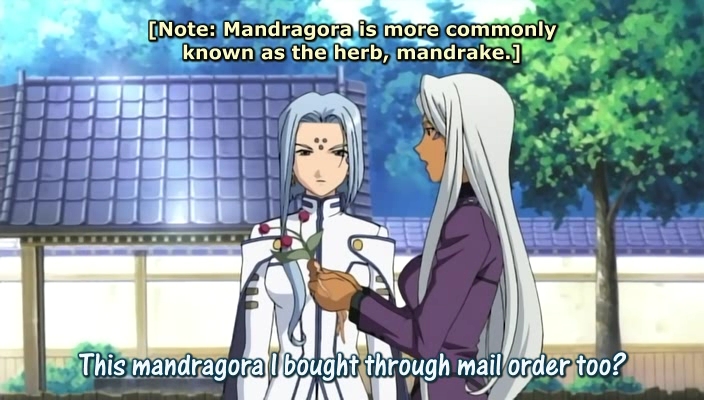 [Note: Mandragora is more commonly
known as the herb, mandrake.]
This mandragora I bought through mail order too?